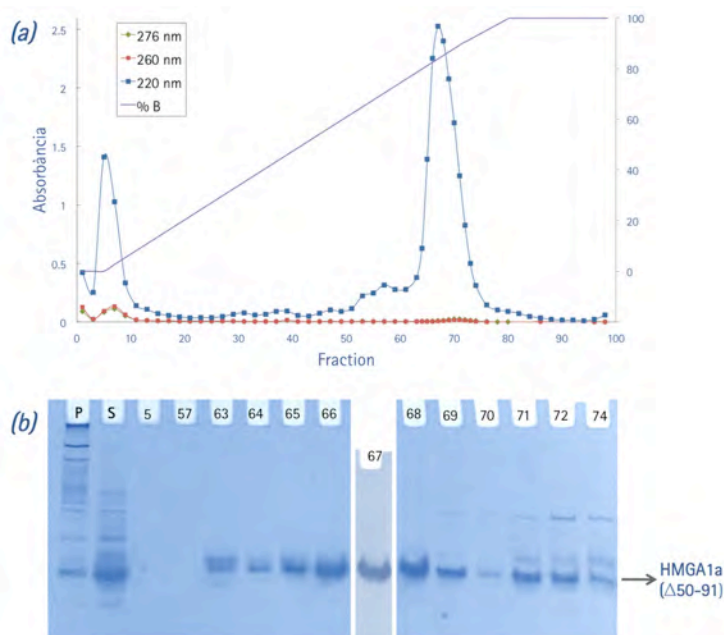 (a)
276 nm
260 nm
220 nm
% B
Absorbància
2.5
2
1.5
1
0.5
0
100
80
60
40
20
0
0 10 20 30 40 50 60 70 80 90 100
Fraction
(b)
P S 5 57 63 64 65 66 67 68 69 70 71 72 74
HMGA1a
(Δ50-91)